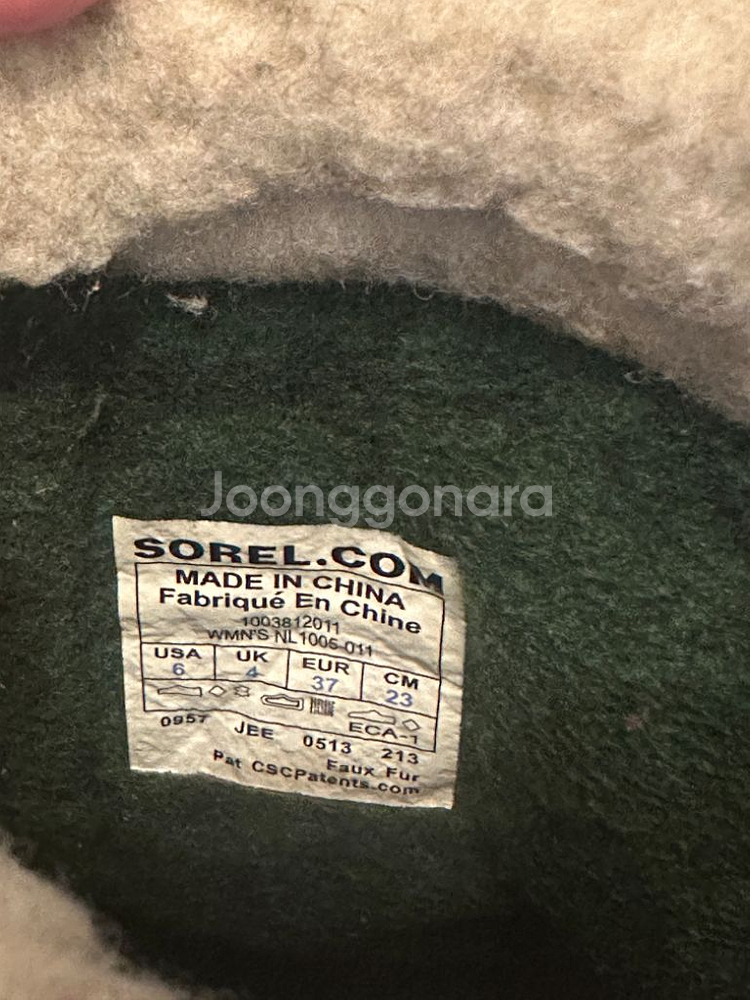 Joonggonara
SOREL.COM
MADE IN CHINA
Fabriqué En Chine
1003812011
WMN'S NL1005-011
USA UK EUR CM
6 4 37 23
ECA-1
0957 JEE 0513 213
Faux Fur
Pat CSCPatents.com